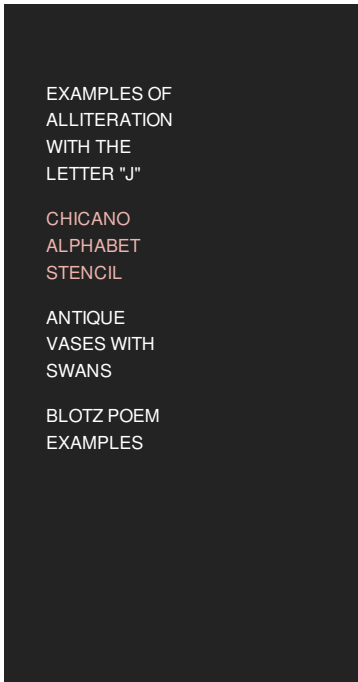 EXAMPLES OF
ALLITERATION
WITH THE
LETTER "J"
CHICANO
ALPHABET
STENCIL
ANTIQUE
VASES WITH
SWANS
BLOTZ POEM
EXAMPLES